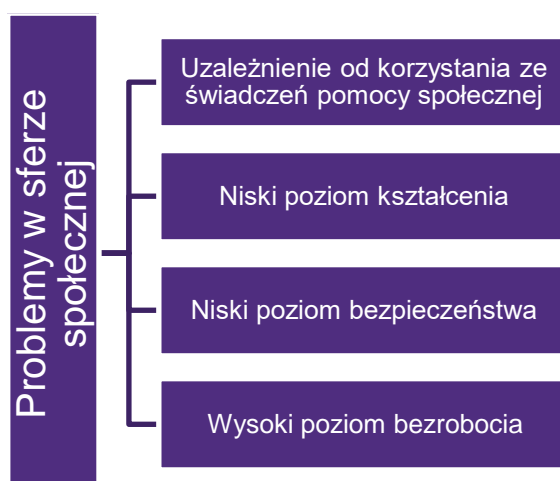 Problemy w sferze
społecznej
Uzależnienie od korzystania ze
świadczeń pomocy społecznej
Niski poziom kształcenia
Niski poziom bezpieczeństwa
Wysoki poziom bezrobocia